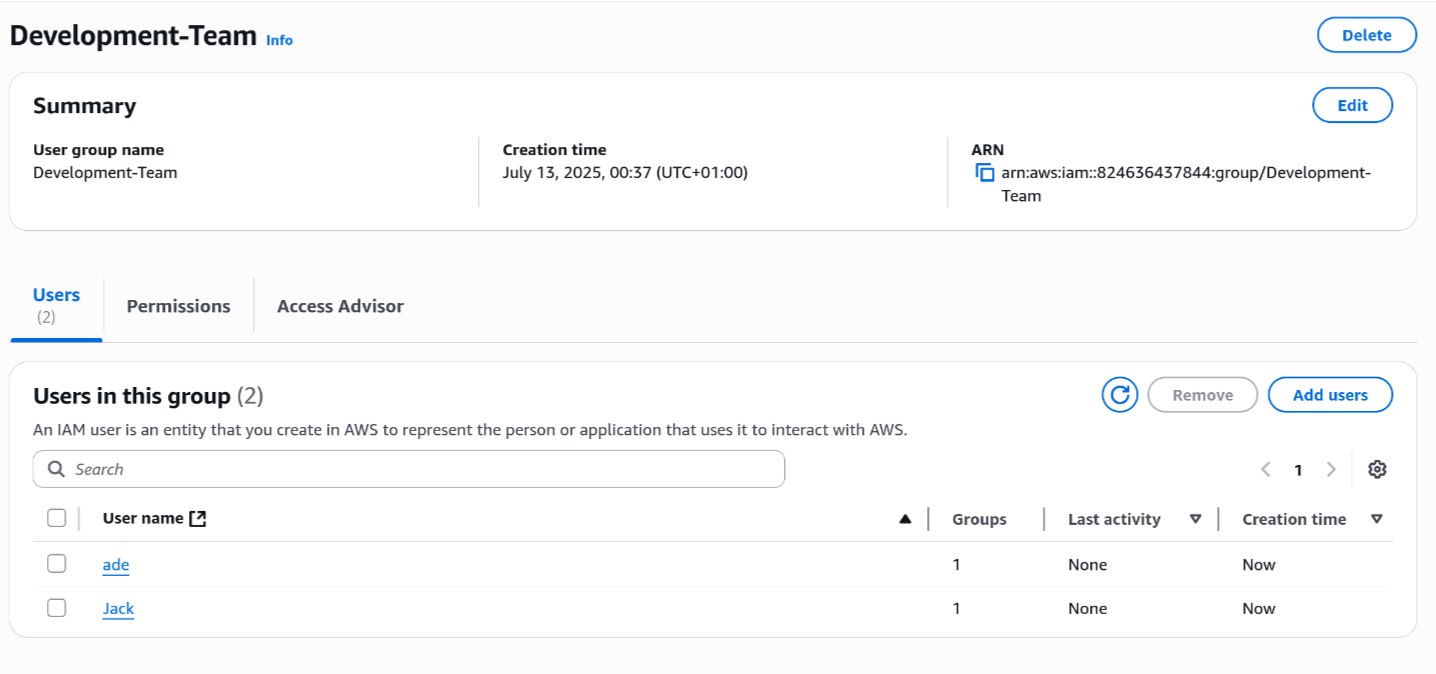 Development-Team Info
Delete
Summary
Edit
User group name
Development-Team
Creation time
July 13, 2025, 00:37 (UTC+01:00)
ARN
arn:aws:iam::824636437844:group/Development-
Team
Users
(2)
Permissions
Access Advisor
Users in this group (2)
Remove
Add users
An IAM user is an entity that you create in AWS to represent the person or application that uses it to interact with AWS.
Search
1
User name Groups Last activity Creation time
ade 1 None Now
Jack 1 None Now